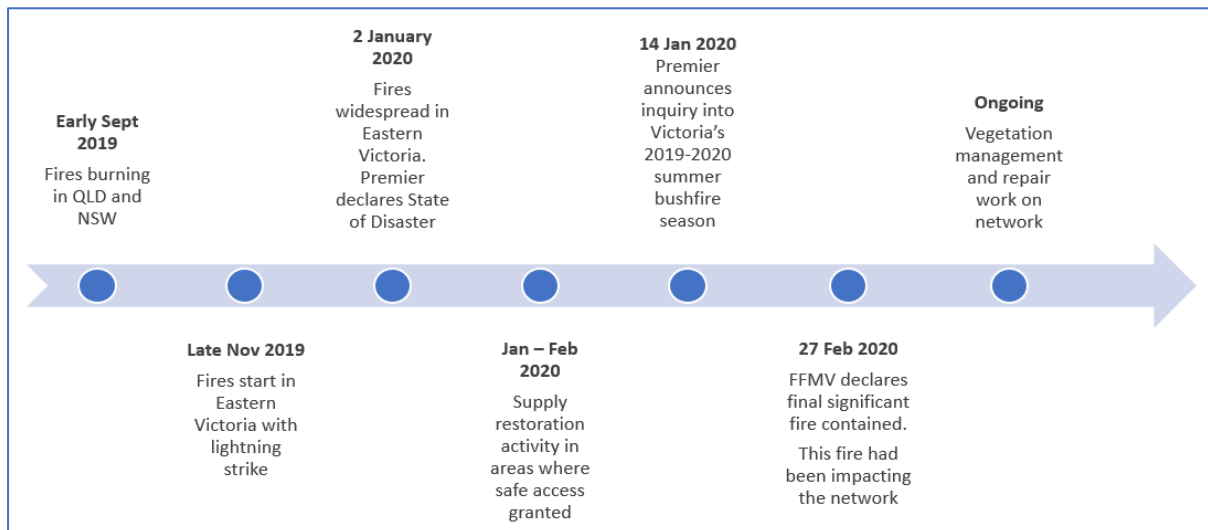 Early Sept
2019
Fires burning
in QLD and
NSW
Late Nov 2019
Fires start in
Eastern
Victoria with
lightning
strike
2 January
2020
Fires
widespread in
Eastern
Victoria.
Premier
declares State
of Disaster
Jan – Feb
2020
Supply
restoration
activity in
areas where
safe access
granted
14 Jan 2020
Premier
announces
inquiry into
Victoria’s
2019-2020
summer
bushfire
season
27 Feb 2020
FFMV declares
final significant
fire contained.
This fire had
been impacting
the network
Ongoing
Vegetation
management
and repair
work on
network